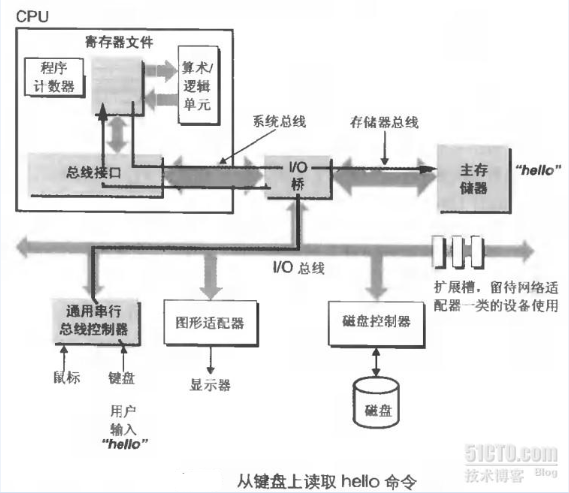 CPU
寄存器文件
程序
计数器
算术/
逻辑
单元
系统总线
存储器总线
总线接口
I/O
桥
主存
储器
"hello"
I/O 总线
扩展槽，留待网络适
配器一类的设备使用
通用串行
总线控制器
图形适配器
磁盘控制器
鼠标
键盘
显示器
磁盘
用户
输入
"hello"
从键盘上读取 hello 命令
51CTO.com
技术博客 Blog